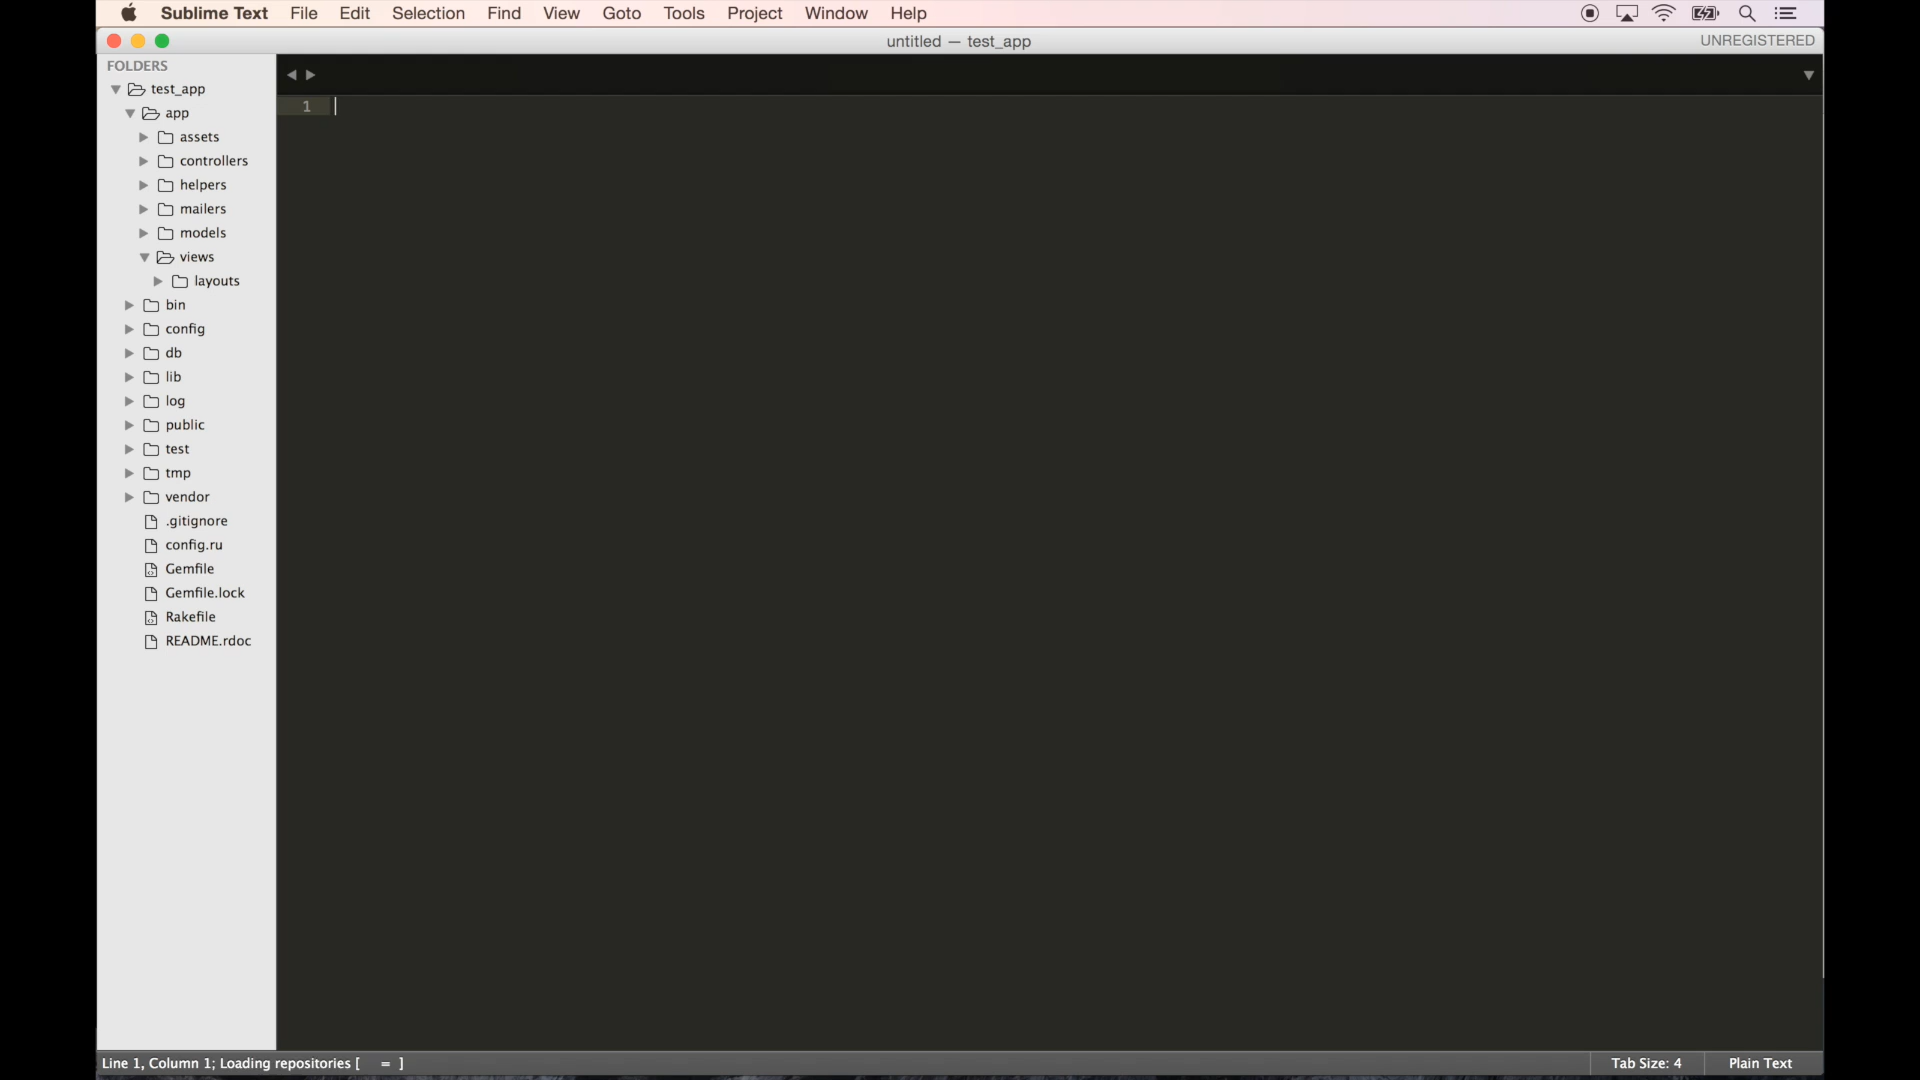 Sublime Text File Edit Selection Find View Goto Tools Project Window Help
untitled — test_app
UNREGISTERED
FOLDERS
test_app
app
assets
controllers
helpers
mailers
models
views
layouts
bin
config
db
lib
log
public
test
tmp
vendor
.gitignore
config.ru
Gemfile
Gemfile.lock
Rakefile
README.rdoc
1
Line 1, Column 1; Loading repositories [ = ]
Tab Size: 4
Plain Text